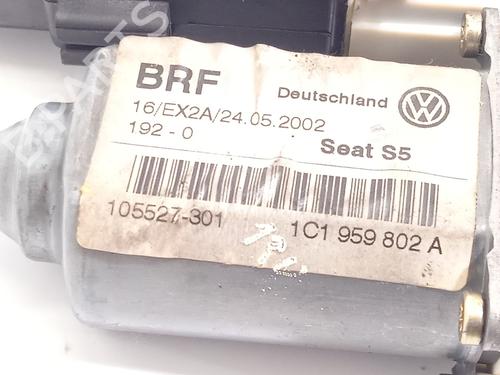 BRF
Deutschland
16/EX2A/24.05.2002
192 - 0
Seat S5
105527-301
1C1 959 802 A